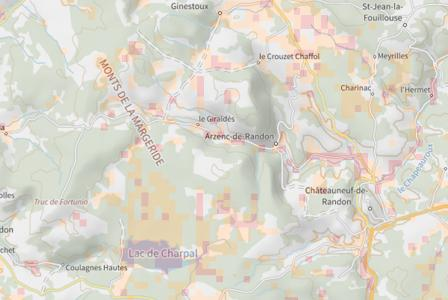 Ginestoux
St-Jean-la-
Fouillouse
le Crouzet Chaffol
Meyrilles
Charinac
l'Hermet
MONTS DE LA MARGERIDE
le Giraldès
Arzenc-de-Randon
le Chapeauroux
Châteauneuf-de-
Randon
Truc de Fortunio
Lac de Charpal
Coulagnes Hautes